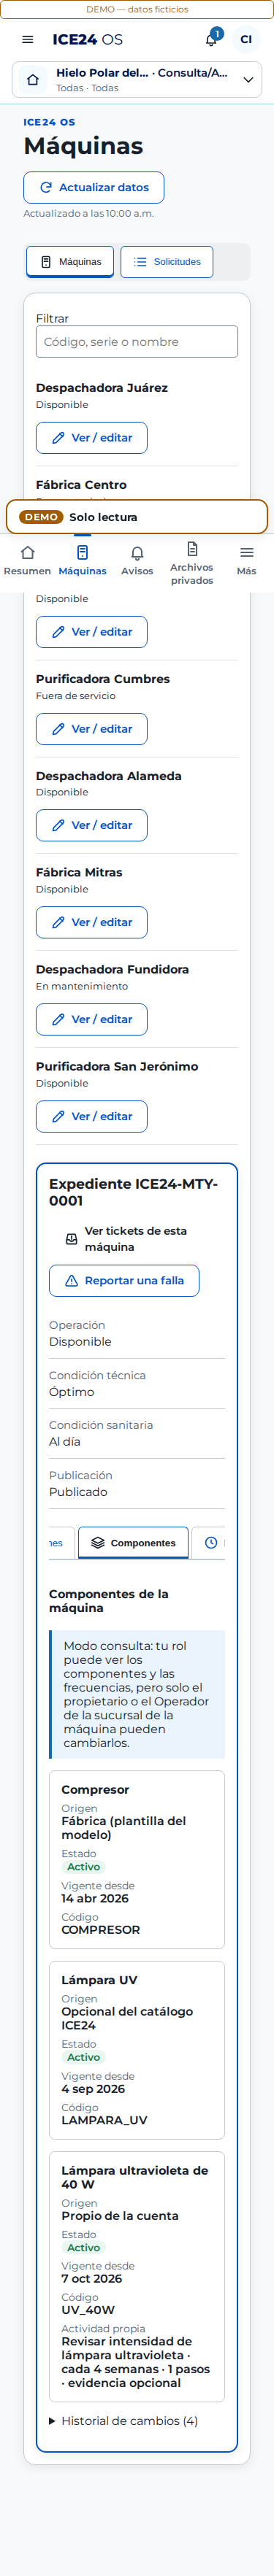 DEMO — datos ficticios
ICE24 OS
1
CI
Hielo Polar del... · Consulta/A...
Todas · Todas
ICE24 OS
Máquinas
Actualizar datos
Actualizado a las 10:00 a.m.
Máquinas
Solicitudes
Filtrar
Código, serie o nombre
Despachadora Juárez
Disponible
Ver / editar
Fábrica Centro
DEMO Solo lectura
Resumen
Máquinas
Avisos
Archivos privados
Más
Disponible
Ver / editar
Purificadora Cumbres
Fuera de servicio
Ver / editar
Despachadora Alameda
Disponible
Ver / editar
Fábrica Mitras
Disponible
Ver / editar
Despachadora Fundidora
En mantenimiento
Ver / editar
Purificadora San Jerónimo
Disponible
Ver / editar
Expediente ICE24-MTY-
0001
Ver tickets de esta
máquina
Reportar una falla
Operación
Disponible
Condición técnica
Óptimo
Condición sanitaria
Al día
Publicación
Publicado
nes
Componentes
Componentes de la
máquina
Modo consulta: tu rol
puede ver los
componentes y las
frecuencias, pero solo el
propietario o el Operador
de la sucursal de la
máquina pueden
cambiarlos.
Compresor
Origen
Fábrica (plantilla del
modelo)
Estado
Activo
Vigente desde
14 abr 2026
Código
COMPRESOR
Lámpara UV
Origen
Opcional del catálogo
ICE24
Estado
Activo
Vigente desde
4 sep 2026
Código
LAMPARA_UV
Lámpara ultravioleta de
40 W
Origen
Propio de la cuenta
Estado
Activo
Vigente desde
7 oct 2026
Código
UV_40W
Actividad propia
Revisar intensidad de
lámpara ultravioleta ·
cada 4 semanas · 1 pasos
· evidencia opcional
Historial de cambios (4)